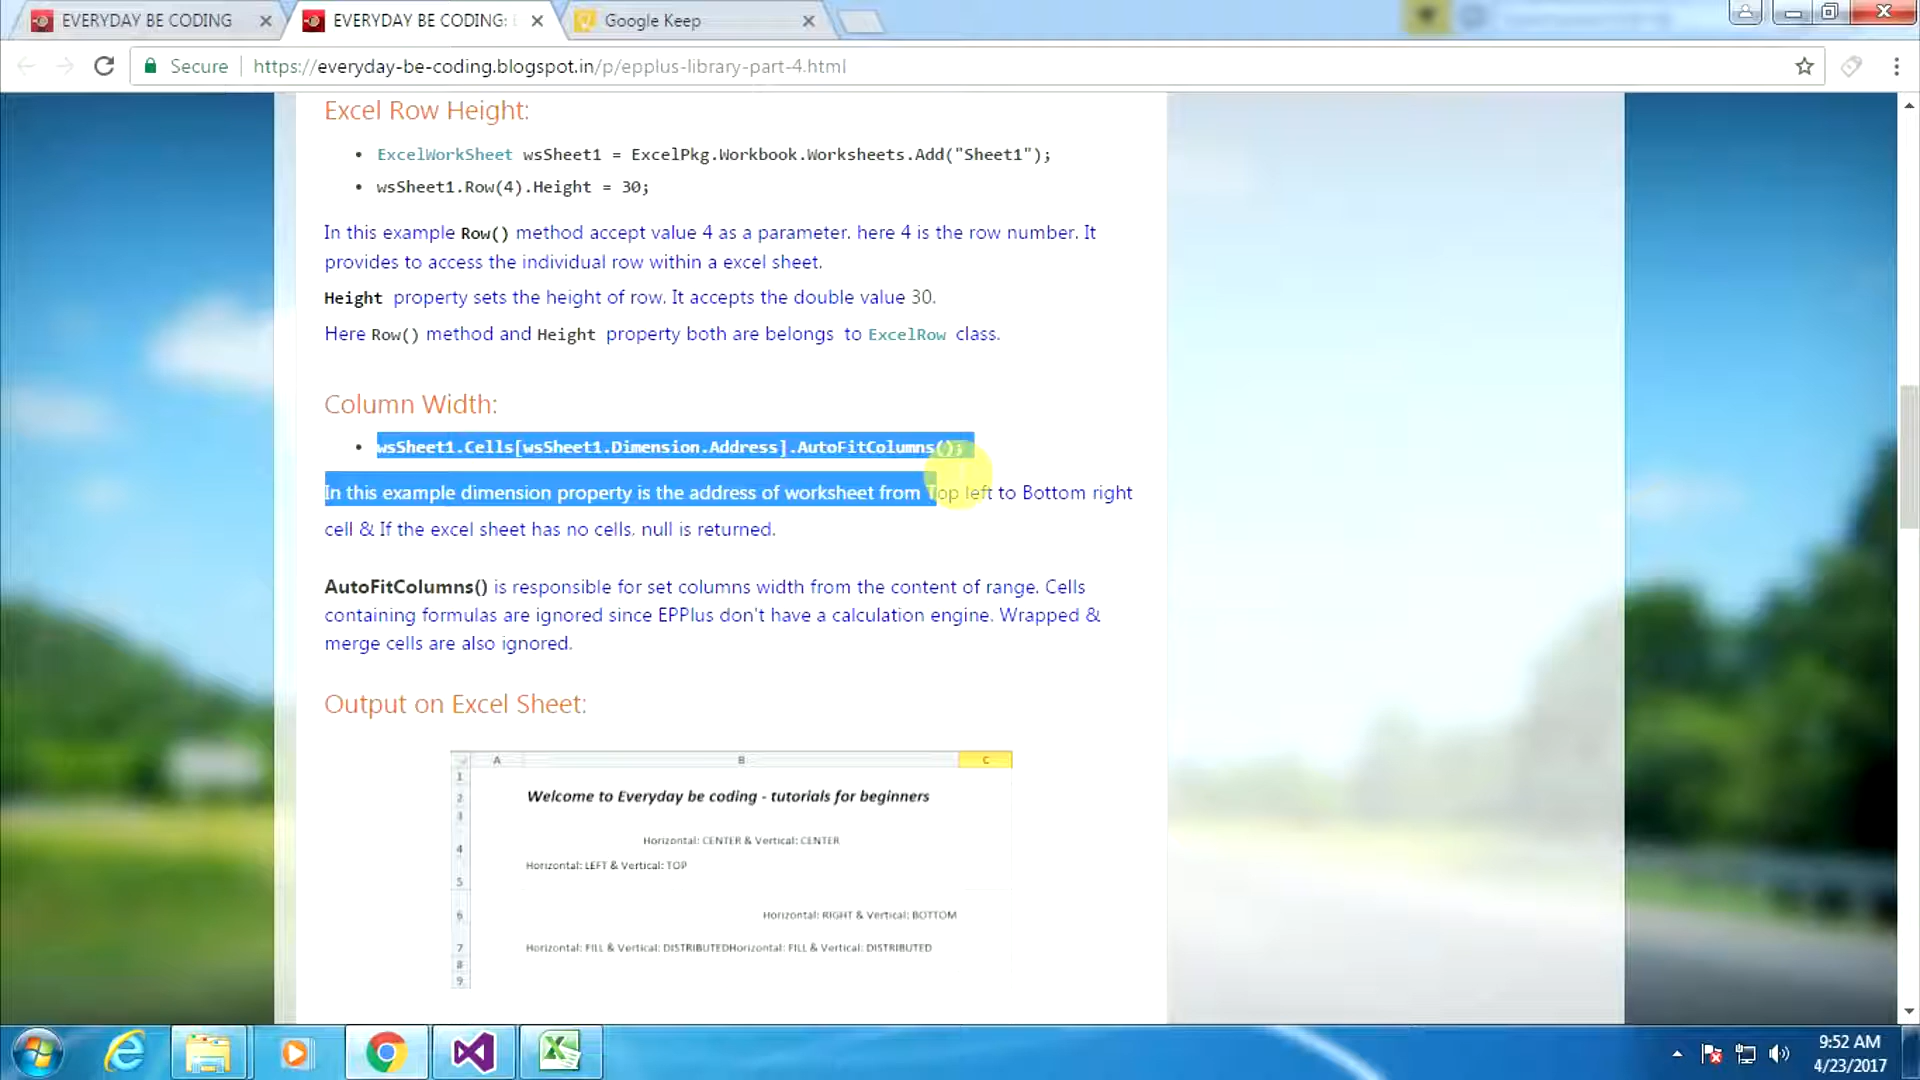 EVERYDAY BE CODING
EVERYDAY BE CODING:
Google Keep
Secure
https://everyday-be-coding.blogspot.in/p/epplus-library-part-4.html
Excel Row Height:
• ExcelWorkSheet wsSheet1 = ExcelPkg.Workbook.Worksheets.Add("Sheet1");
• wsSheet1.Row(4).Height = 30;
In this example Row() method accept value 4 as a parameter. here 4 is the row number. It
provides to access the individual row within a excel sheet.
Height property sets the height of row. It accepts the double value 30.
Here Row() method and Height property both are belongs to ExcelRow class.
Column Width:
• wsSheet1.Cells[wsSheet1.Dimension.Address].AutoFitColumns();
In this example dimension property is the address of worksheet from Top left to Bottom right
cell & If the excel sheet has no cells, null is returned.
AutoFitColumns() is responsible for set columns width from the content of range. Cells
containing formulas are ignored since EPPlus don't have a calculation engine. Wrapped &
merge cells are also ignored.
Output on Excel Sheet:
A B C
1
2 Welcome to Everyday be coding - tutorials for beginners
3
4 Horizontal: CENTER & Vertical: CENTER
Horizontal: LEFT & Vertical: TOP
5
6 Horizontal: RIGHT & Vertical: BOTTOM
7 Horizontal: FILL & Vertical: DISTRIBUTEDHorizontal: FILL & Vertical: DISTRIBUTED
8
9
9:52 AM
4/23/2017